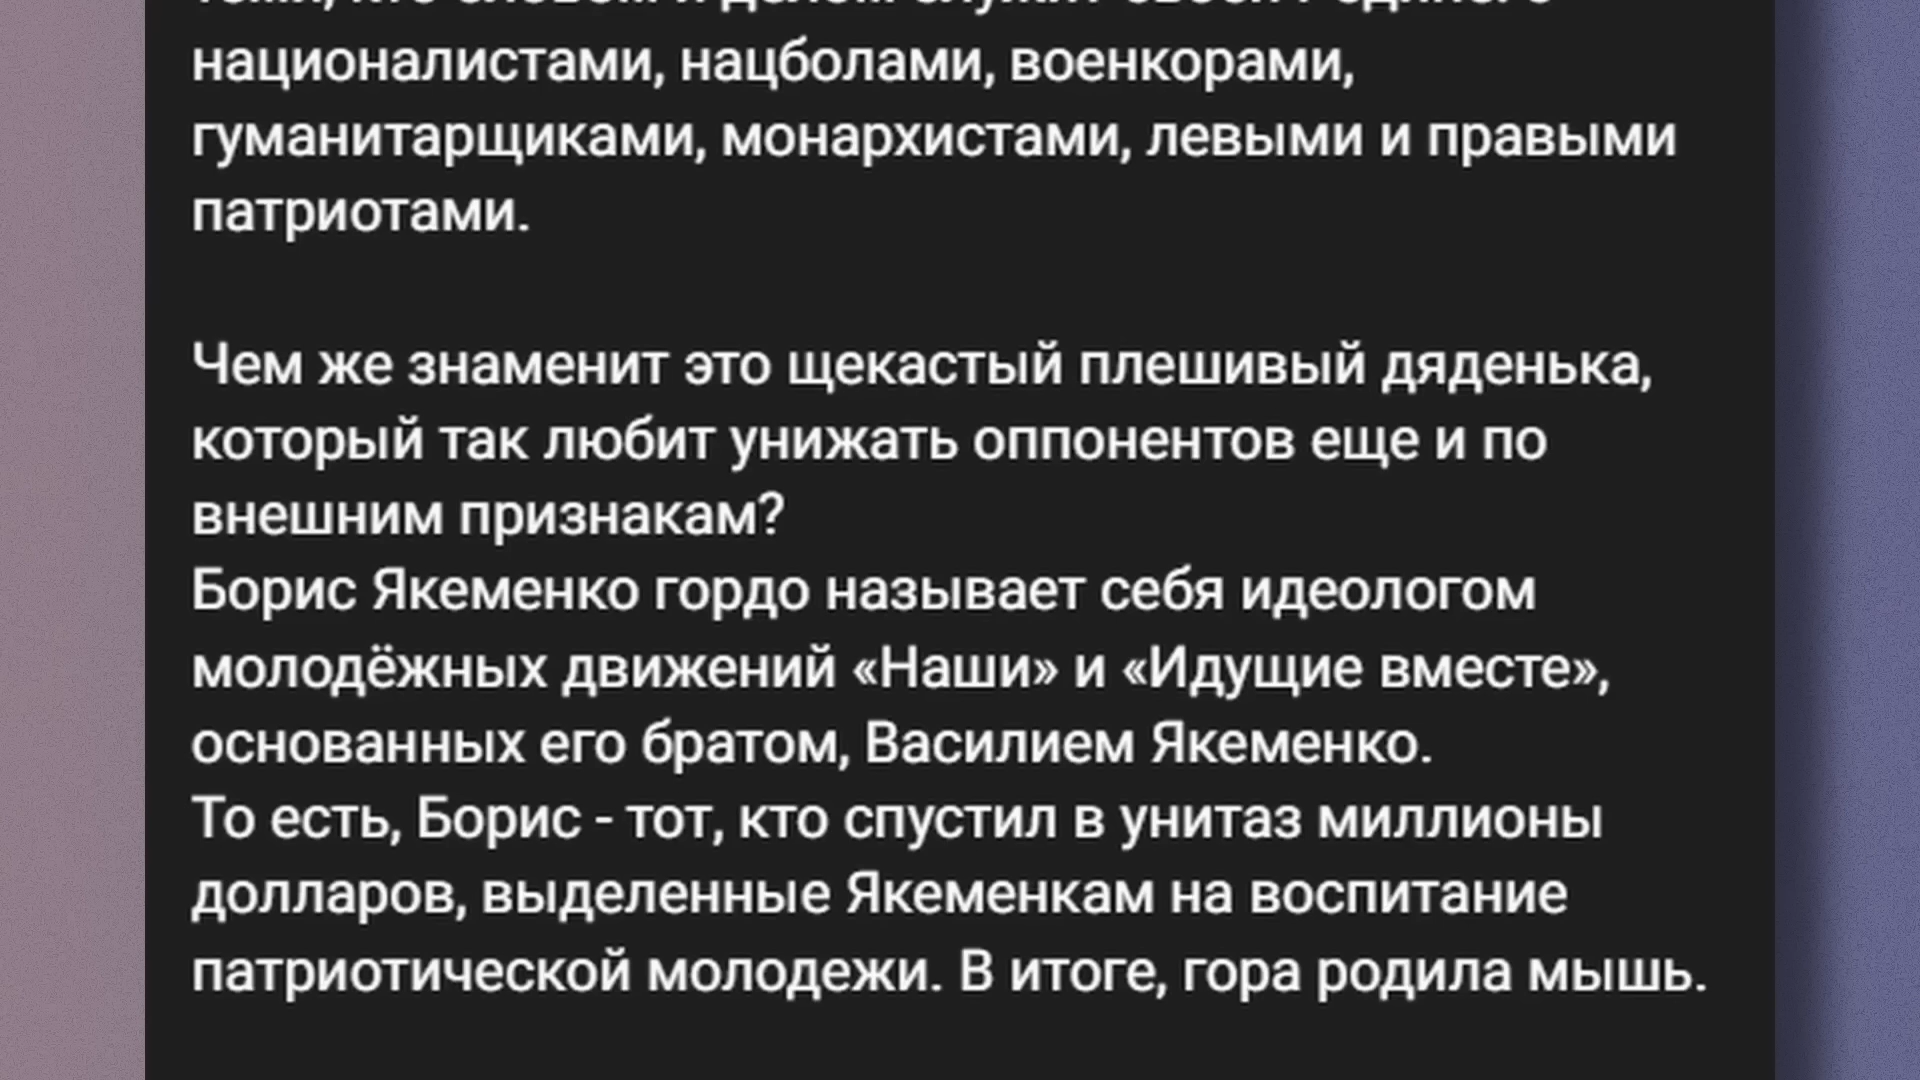 националистами, нацболами, военкорами,
гуманитарщиками, монархистами, левыми и правыми
патриотами.
Чем же знаменит это щекастый плешивый дяденька,
который так любит унижать оппонентов еще и по
внешним признакам?
Борис Якеменко гордо называет себя идеологом
молодёжных движений «Наши» и «Идущие вместе»,
основанных его братом, Василием Якеменко.
То есть, Борис - тот, кто спустил в унитаз миллионы
долларов, выделенные Якеменкам на воспитание
патриотической молодежи. В итоге, гора родила мышь.